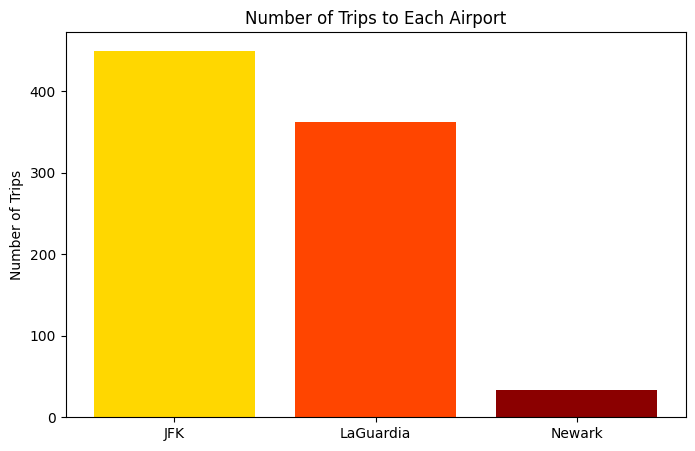 Number of Trips to Each Airport
Number of Trips
400
300
200
100
0
JFK
LaGuardia
Newark